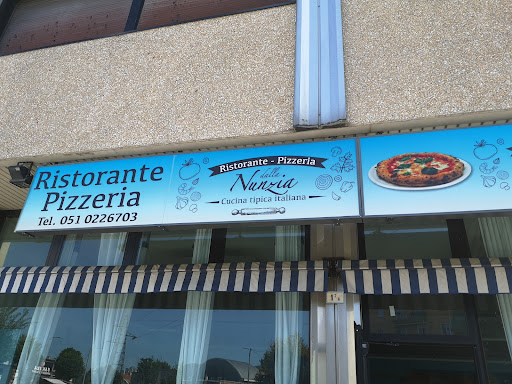 Ristorante
Pizzeria
Tel. 051 0226703
Ristorante - Pizzeria
dalla
Nunzia
Cucina tipica italiana